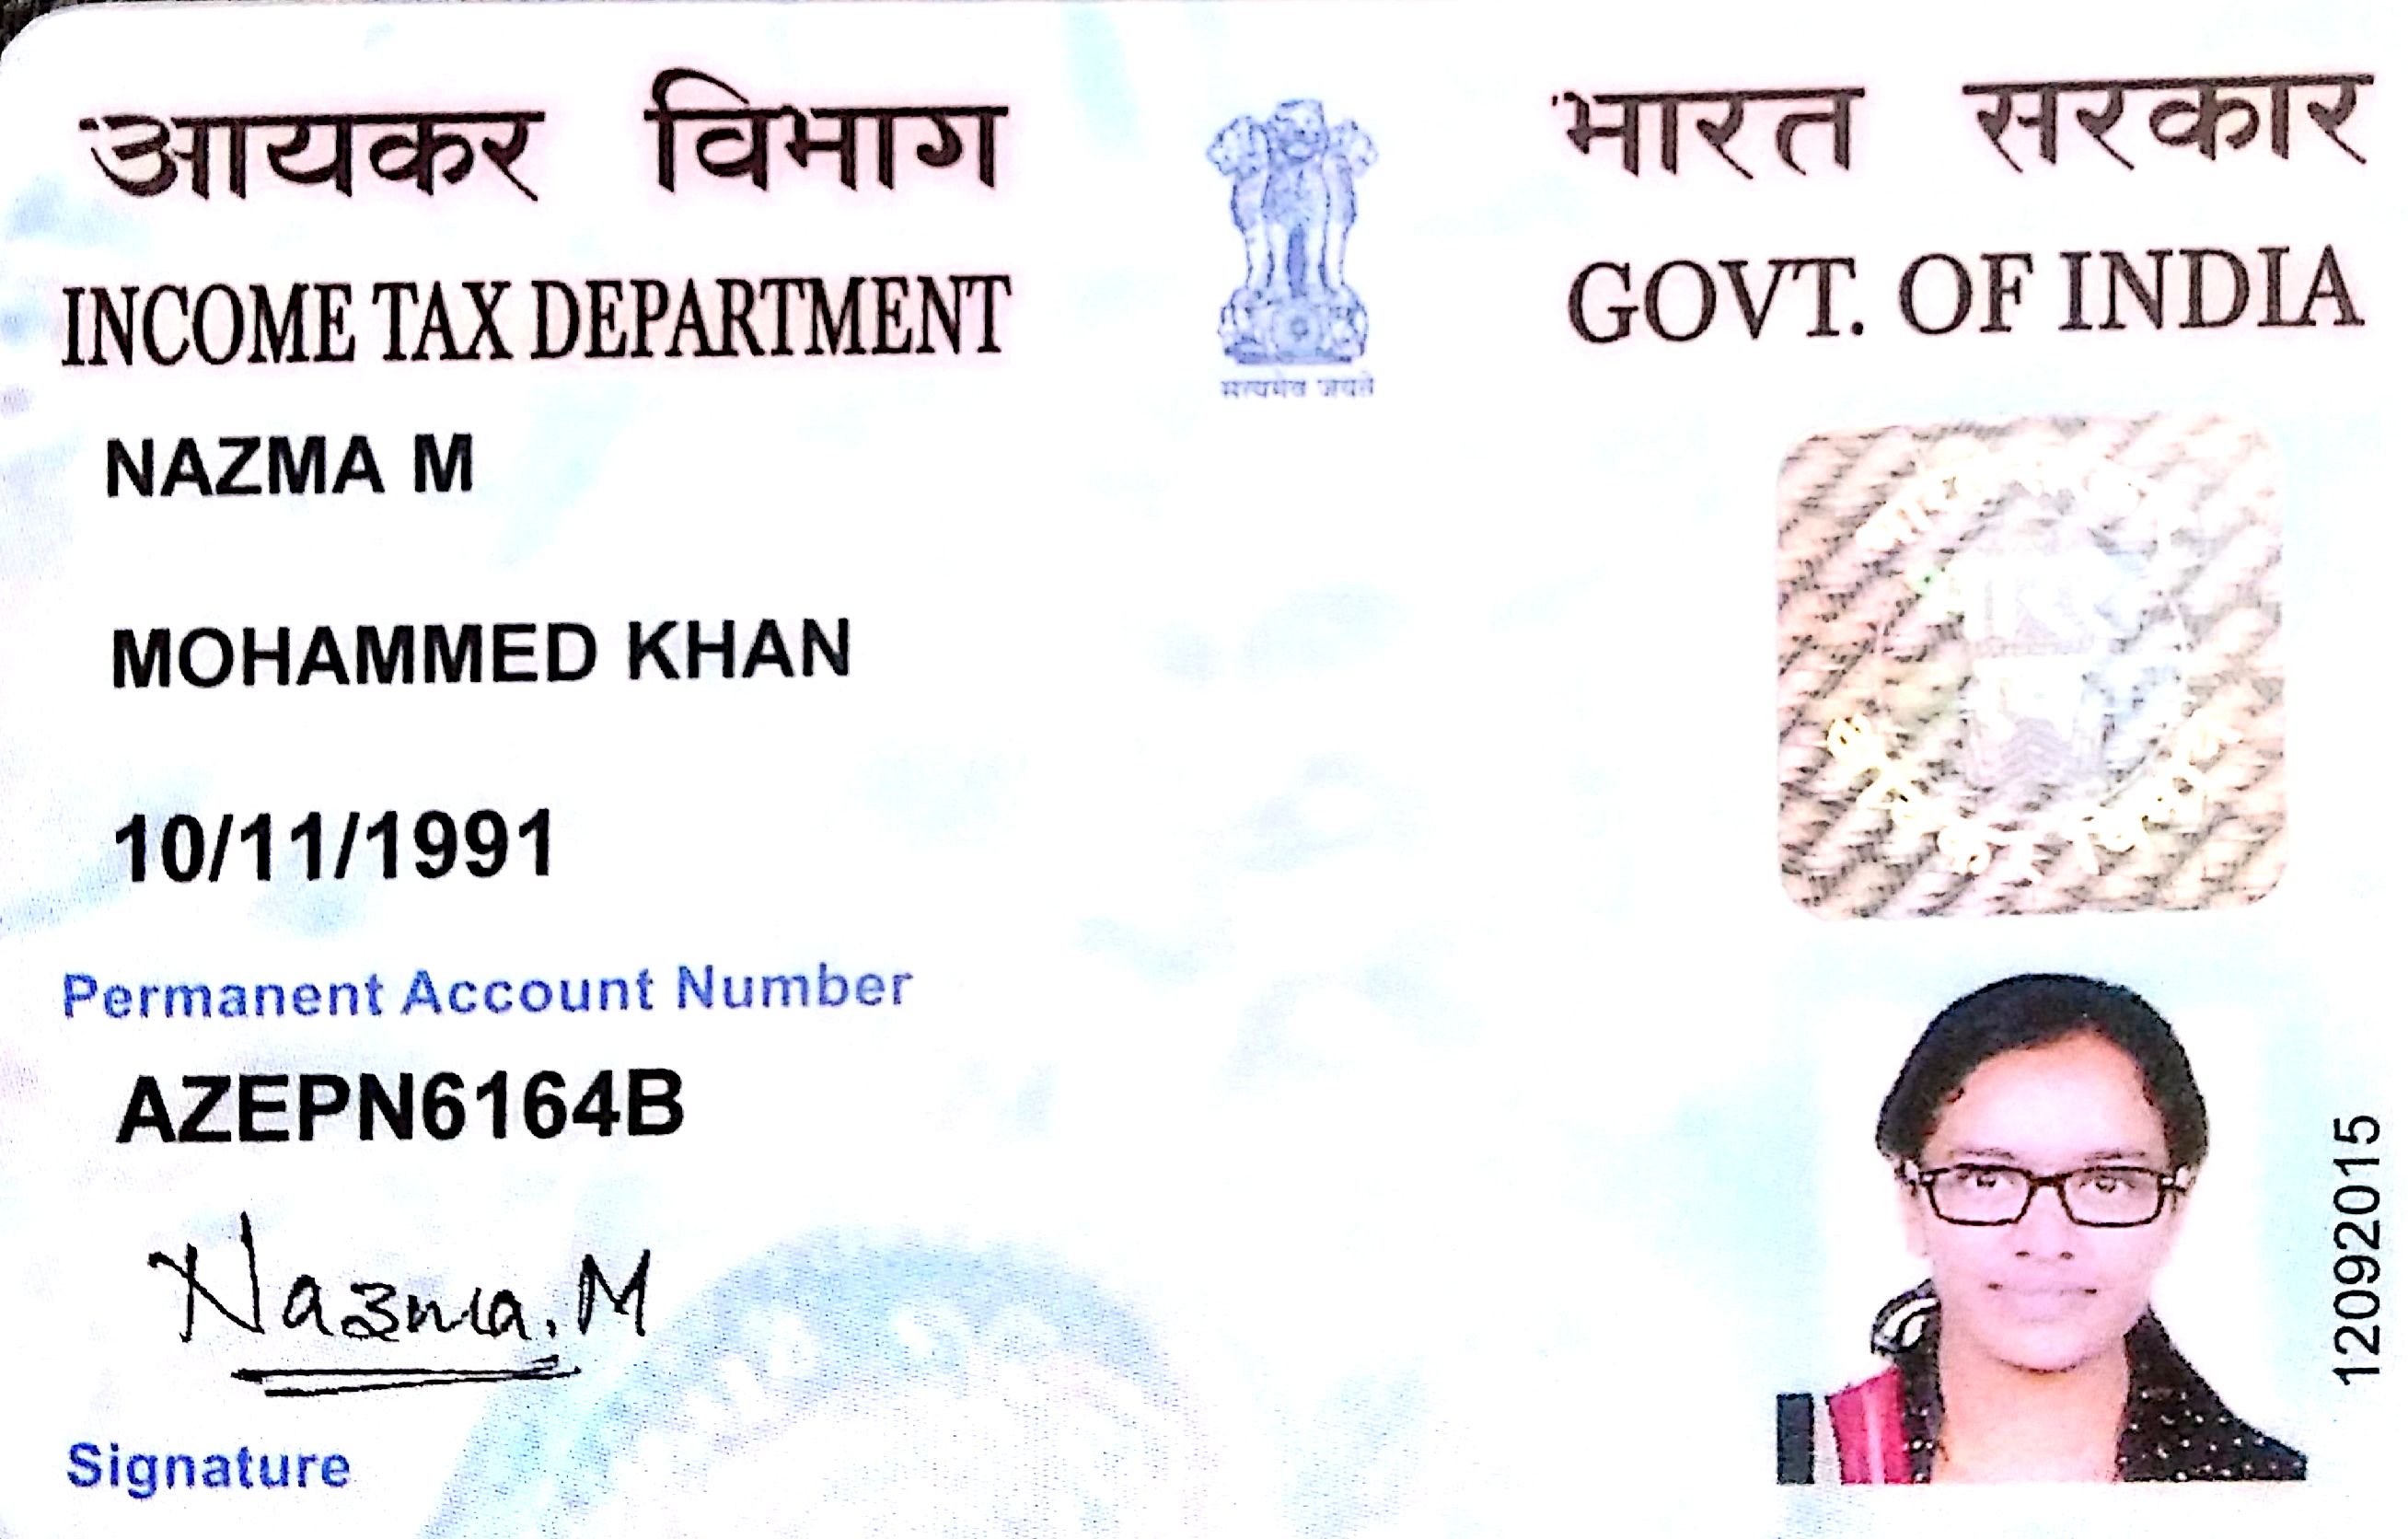 आयकर विभाग
INCOME TAX DEPARTMENT
सत्यमेव जयते
भारत सरकार
GOVT. OF INDIA
NAZMA M
MOHAMMED KHAN
10/11/1991
Permanent Account Number
AZEPN6164B
Nazma.M
Signature
12092015